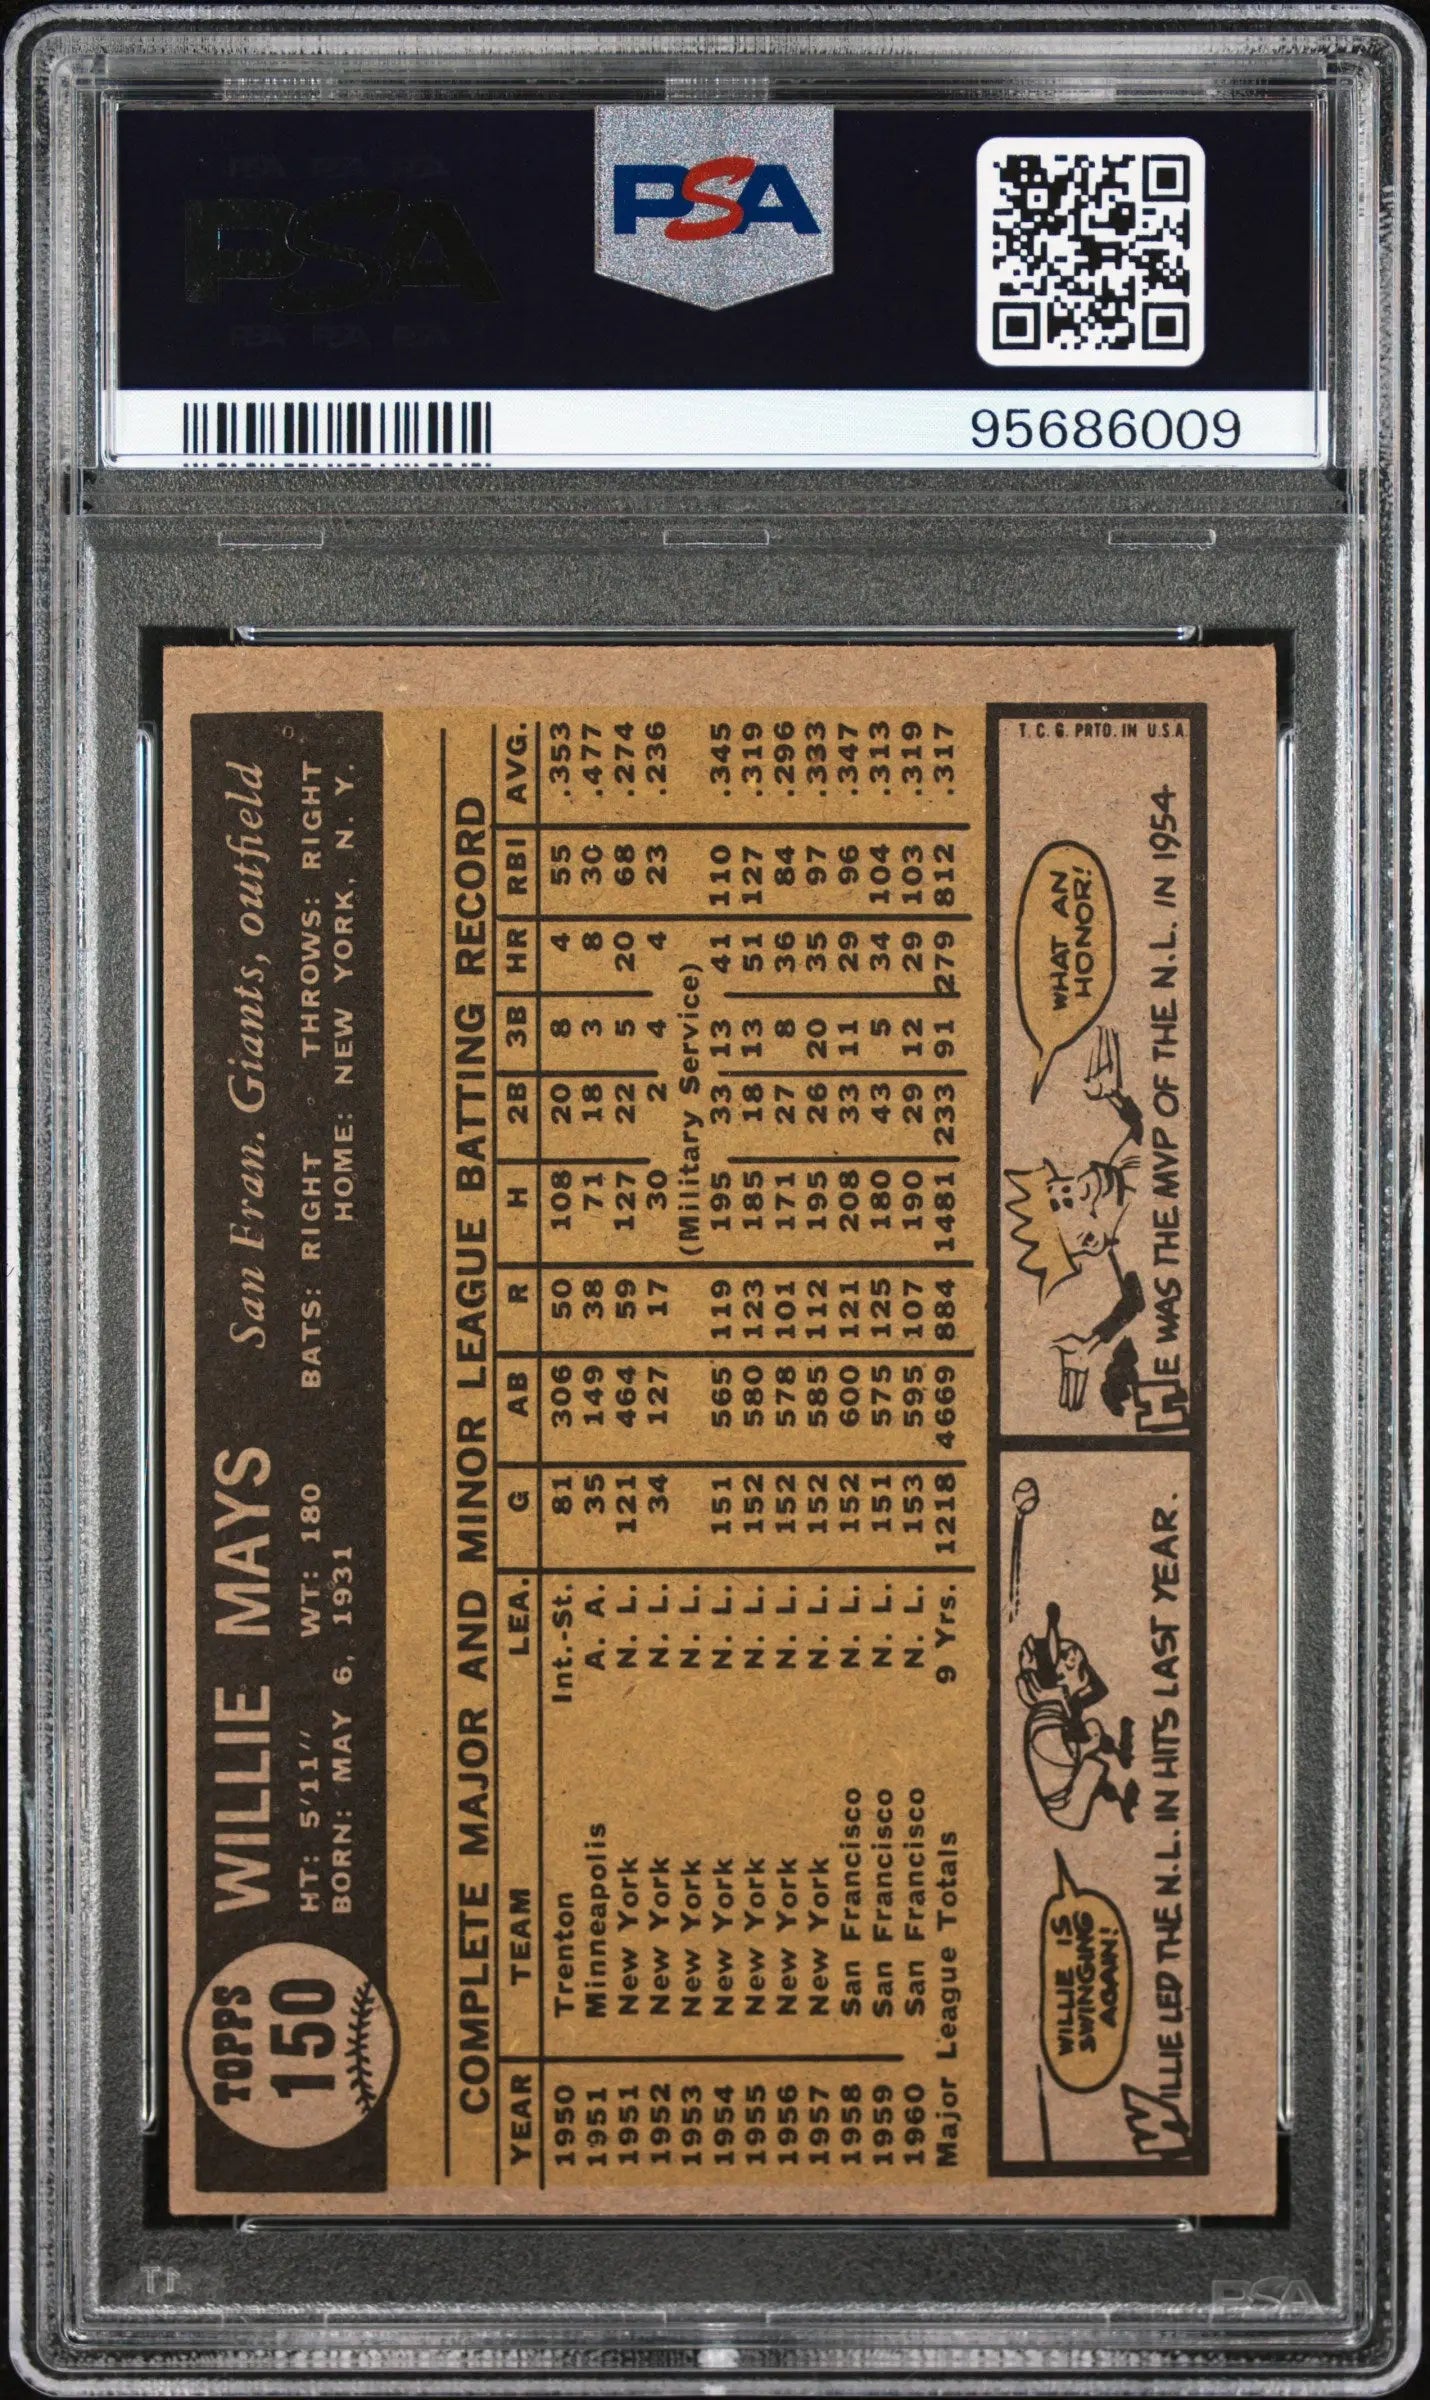 PSA
PSA
95686009
TOPPS
150
WILLIE MAYS San Fran. Giants, outfield
HT: 5'11" WT: 180 BATS: RIGHT THROWS: RIGHT
BORN: MAY 6, 1931 HOME: NEW YORK, N. Y.
COMPLETE MAJOR AND MINOR LEAGUE BATTING RECORD
YEAR TEAM LEA. G AB R H 2B 3B HR RBI AVG.
1950 Trenton Int.-St. 81 306 50 108 20 8 4 55 .353
1951 Minneapolis A. A. 35 149 38 71 18 3 8 30 .477
1951 New York N. L. 121 464 59 127 22 5 20 68 .274
1952 New York N. L. 34 127 17 30 2 4 4 23 .236
1953 New York N. L. (Military Service)
1954 New York N. L. 151 565 119 195 33 13 41 110 .345
1955 New York N. L. 152 580 123 185 18 13 51 127 .319
1956 New York N. L. 152 578 101 171 27 8 36 84 .296
1957 New York N. L. 152 585 112 195 26 20 35 97 .333
1958 San Francisco N. L. 152 600 121 208 33 11 29 96 .347
1959 San Francisco N. L. 151 575 125 180 43 5 34 104 .313
1960 San Francisco N. L. 153 595 107 190 29 12 29 103 .319
Major League Totals 9 Yrs. 1218 4669 884 1481 233 91 279 812 .317
WILLIE IS
SWINGING
AGAIN!
WILLIE LED THE N.L. IN HITS LAST YEAR.
WHAT AN
HONOR!
HE WAS THE MVP OF THE N.L. IN 1954
T. C. G. PRTD. IN U.S.A.
PSA